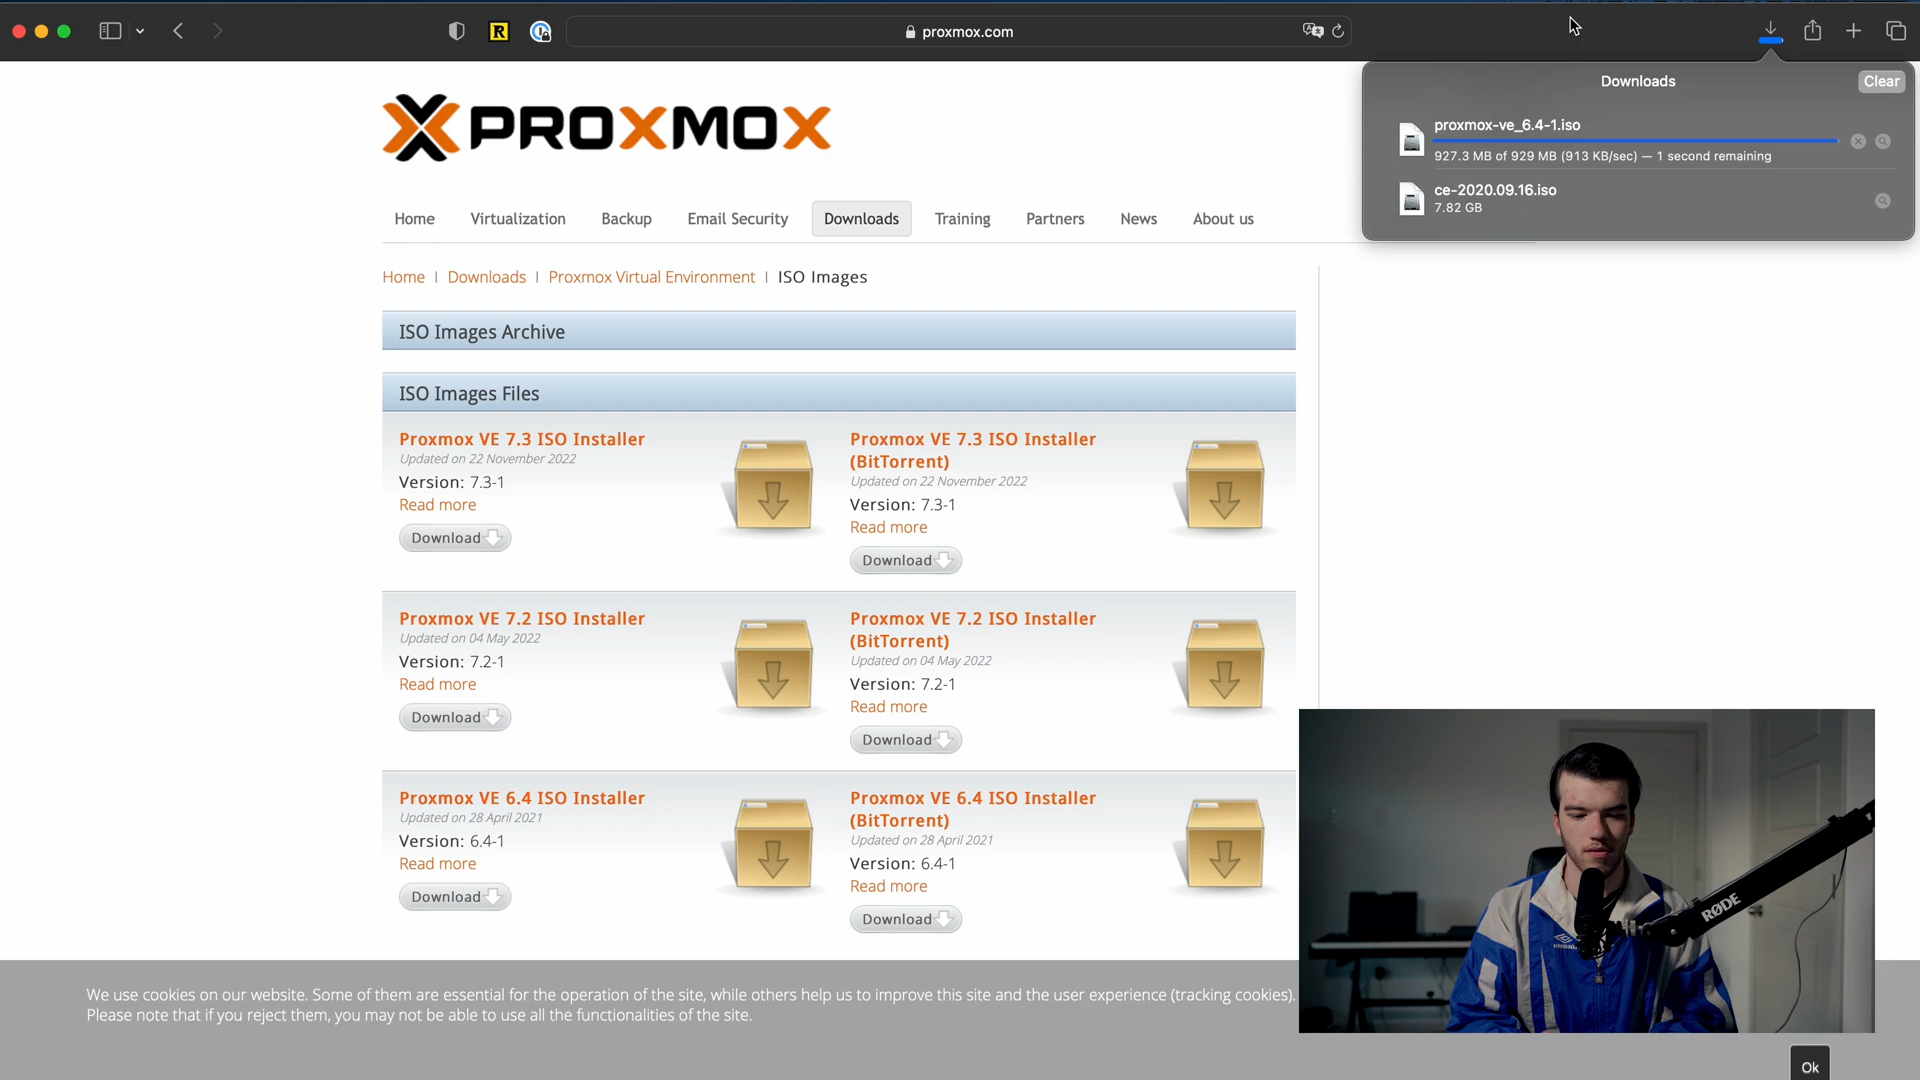 proxmox.com
Downloads
Clear
proxmox-ve_6.4-1.iso
927.3 MB of 929 MB (913 KB/sec) — 1 second remaining
ce-2020.09.16.iso
7.82 GB
PROXMOX
Home
Virtualization
Backup
Email Security
Downloads
Training
Partners
News
About us
Home | Downloads | Proxmox Virtual Environment | ISO Images
ISO Images Archive
ISO Images Files
Proxmox VE 7.3 ISO Installer
Updated on 22 November 2022
Version: 7.3-1
Read more
Download
Proxmox VE 7.3 ISO Installer
(BitTorrent)
Updated on 22 November 2022
Version: 7.3-1
Read more
Download
Proxmox VE 7.2 ISO Installer
Updated on 04 May 2022
Version: 7.2-1
Read more
Download
Proxmox VE 7.2 ISO Installer
(BitTorrent)
Updated on 04 May 2022
Version: 7.2-1
Read more
Download
Proxmox VE 6.4 ISO Installer
Updated on 28 April 2021
Version: 6.4-1
Read more
Download
Proxmox VE 6.4 ISO Installer
(BitTorrent)
Updated on 28 April 2021
Version: 6.4-1
Read more
Download
RØDE
We use cookies on our website. Some of them are essential for the operation of the site, while others help us to improve this site and the user experience (tracking cookies).
Please note that if you reject them, you may not be able to use all the functionalities of the site.
Ok